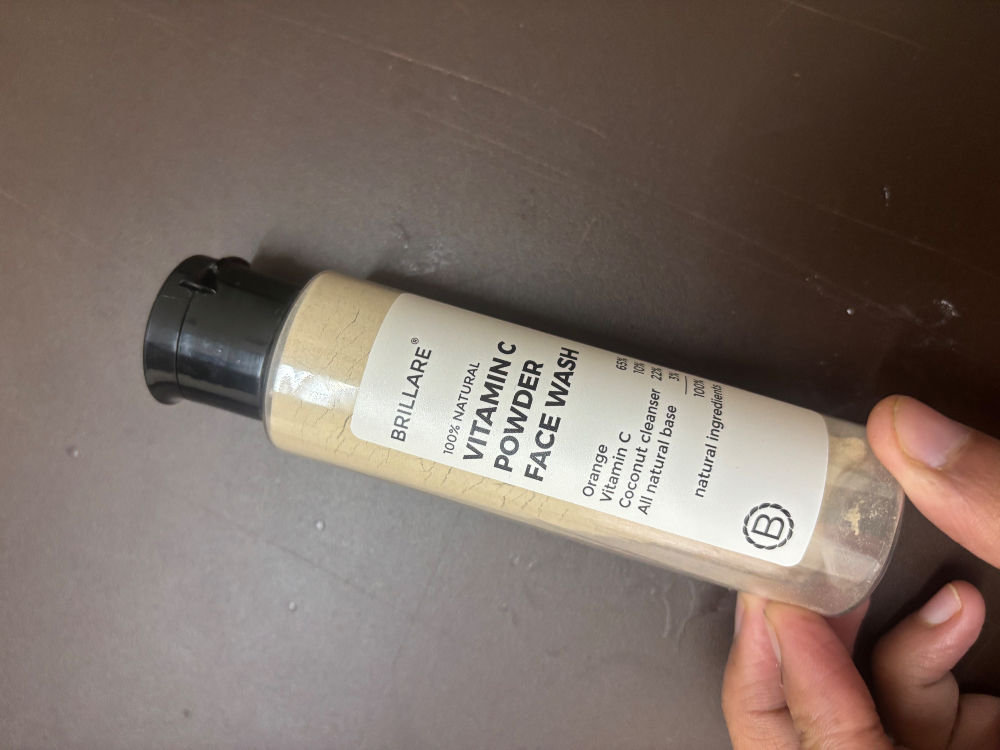 BRILLARE®
100% NATURAL
VITAMIN C
POWDER
FACE WASH
Orange 65%
Vitamin C 10%
Coconut cleanser 22%
All natural base 3%
100%
natural ingredients
B